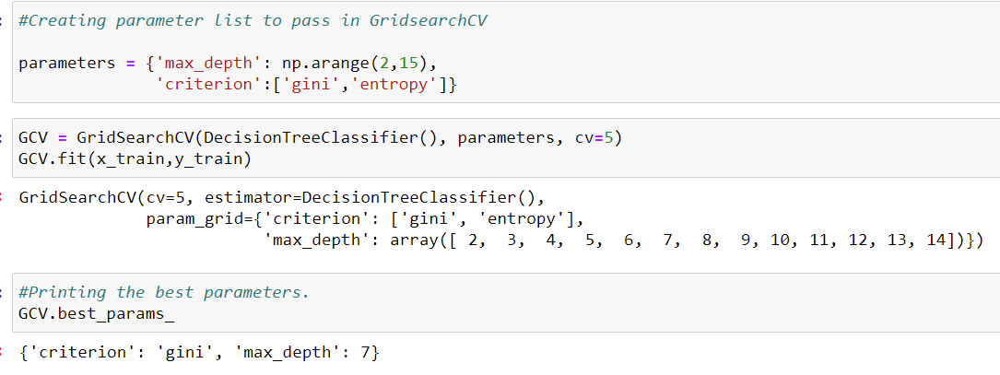 #Creating parameter list to pass in GridsearchCV
parameters = {'max_depth': np.arange(2,15),
'criterion':['gini','entropy']}
GCV = GridSearchCV(DecisionTreeClassifier(), parameters, cv=5)
GCV.fit(x_train,y_train)
GridSearchCV(cv=5, estimator=DecisionTreeClassifier(),
param_grid={'criterion': ['gini', 'entropy'],
'max_depth': array([ 2,  3,  4,  5,  6,  7,  8,  9, 10, 11, 12, 13, 14])})
#Printing the best parameters.
GCV.best_params_
{'criterion': 'gini', 'max_depth': 7}